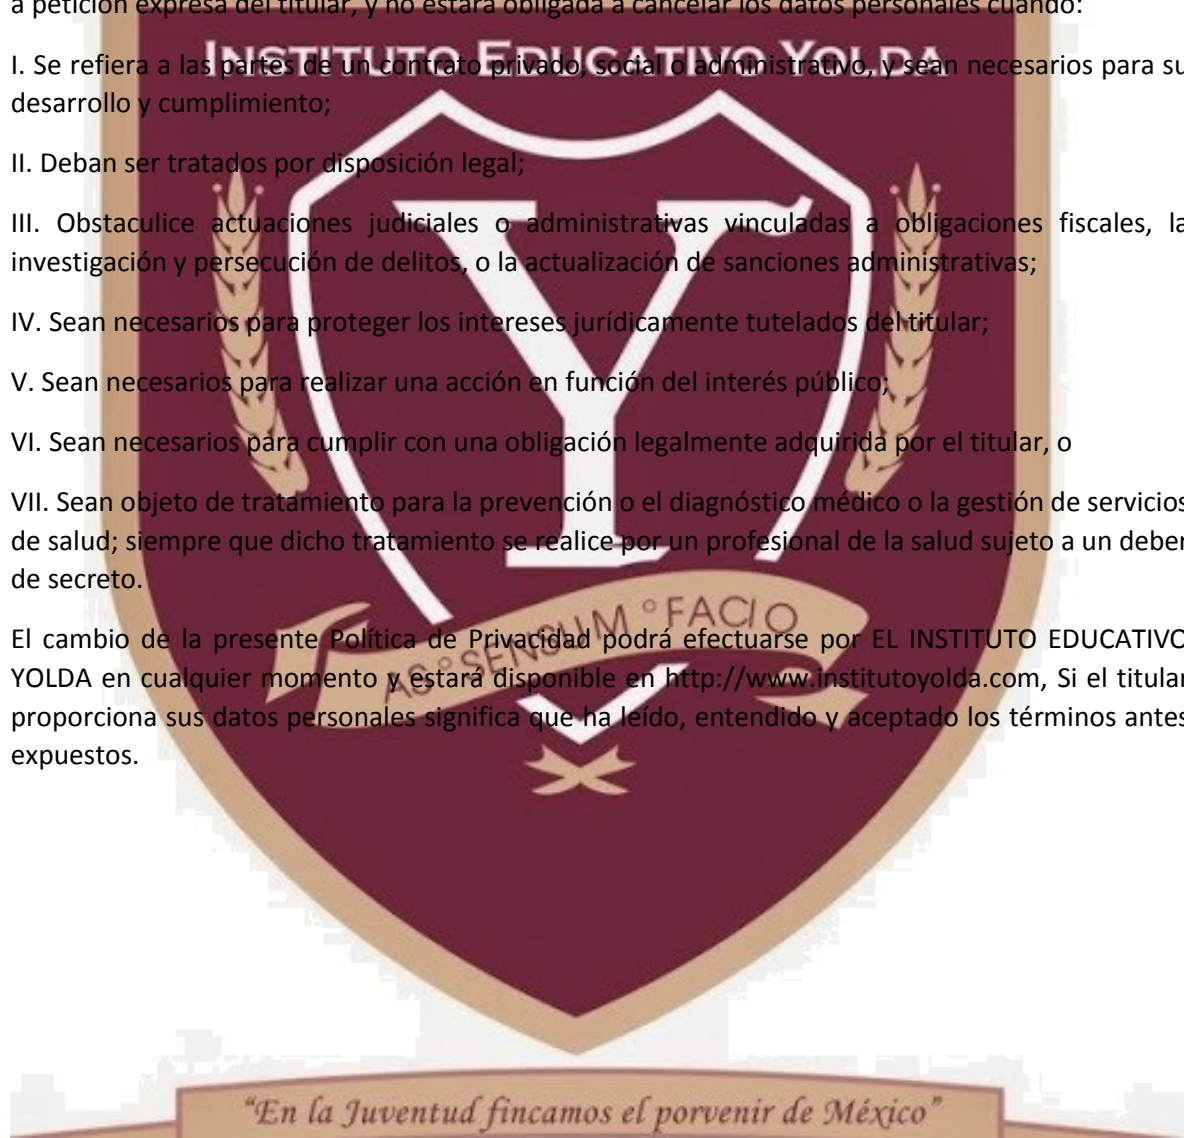 a petición expresa del titular, y no estará obligada a cancelar los datos personales cuando:
INSTITUTO EDUCATIVO YOLDA
I. Se refiera a las partes de un contrato privado, social o administrativo, y sean necesarios para su
desarrollo y cumplimiento;
II. Deban ser tratados por disposición legal;
III. Obstaculice actuaciones judiciales o administrativas vinculadas a obligaciones fiscales, la
investigación y persecución de delitos, o la actualización de sanciones administrativas;
IV. Sean necesarios para proteger los intereses jurídicamente tutelados del titular;
V. Sean necesarios para realizar una acción en función del interés público;
VI. Sean necesarios para cumplir con una obligación legalmente adquirida por el titular, o
VII. Sean objeto de tratamiento para la prevención o el diagnóstico médico o la gestión de servicios
de salud; siempre que dicho tratamiento se realice por un profesional de la salud sujeto a un deber
de secreto.
Y
AS°SENSUM°FACIO
El cambio de la presente Política de Privacidad podrá efectuarse por EL INSTITUTO EDUCATIVO
YOLDA en cualquier momento y estará disponible en http://www.institutoyolda.com, Si el titular
proporciona sus datos personales significa que ha leído, entendido y aceptado los términos antes
expuestos.
"En la Juventud fincamos el porvenir de México"